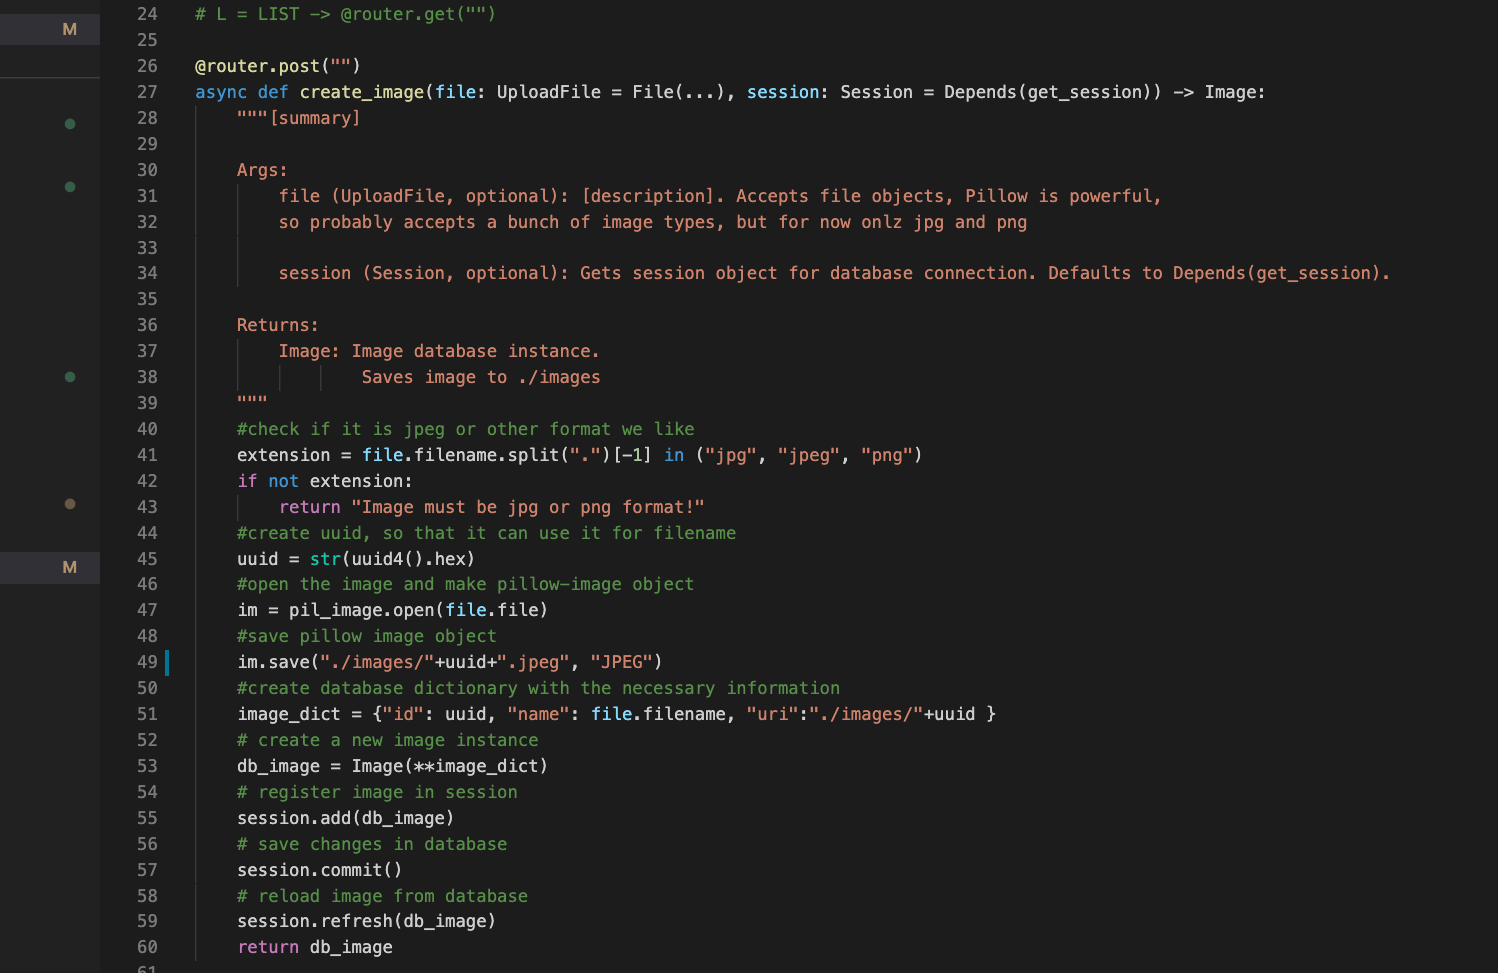 24 # L = LIST -> @router.get("")
M
25
26 @router.post("")
27 async def create_image(file: UploadFile = File(...), session: Session = Depends(get_session)) -> Image:
28 """[summary]
29
30 Args:
31 file (UploadFile, optional): [description]. Accepts file objects, Pillow is powerful,
32 so probably accepts a bunch of image types, but for now onlz jpg and png
33
34 session (Session, optional): Gets session object for database connection. Defaults to Depends(get_session).
35
36 Returns:
37 Image: Image database instance.
38 Saves image to ./images
39 """
40 #check if it is jpeg or other format we like
41 extension = file.filename.split(".")[-1] in ("jpg", "jpeg", "png")
42 if not extension:
43 return "Image must be jpg or png format!"
44 #create uuid, so that it can use it for filename
45 uuid = str(uuid4().hex)
M
46 #open the image and make pillow-image object
47 im = pil_image.open(file.file)
48 #save pillow image object
49 im.save("./images/"+uuid+".jpeg", "JPEG")
50 #create database dictionary with the necessary information
51 image_dict = {"id": uuid, "name": file.filename, "uri":"./images/"+uuid }
52 # create a new image instance
53 db_image = Image(**image_dict)
54 # register image in session
55 session.add(db_image)
56 # save changes in database
57 session.commit()
58 # reload image from database
59 session.refresh(db_image)
60 return db_image
61